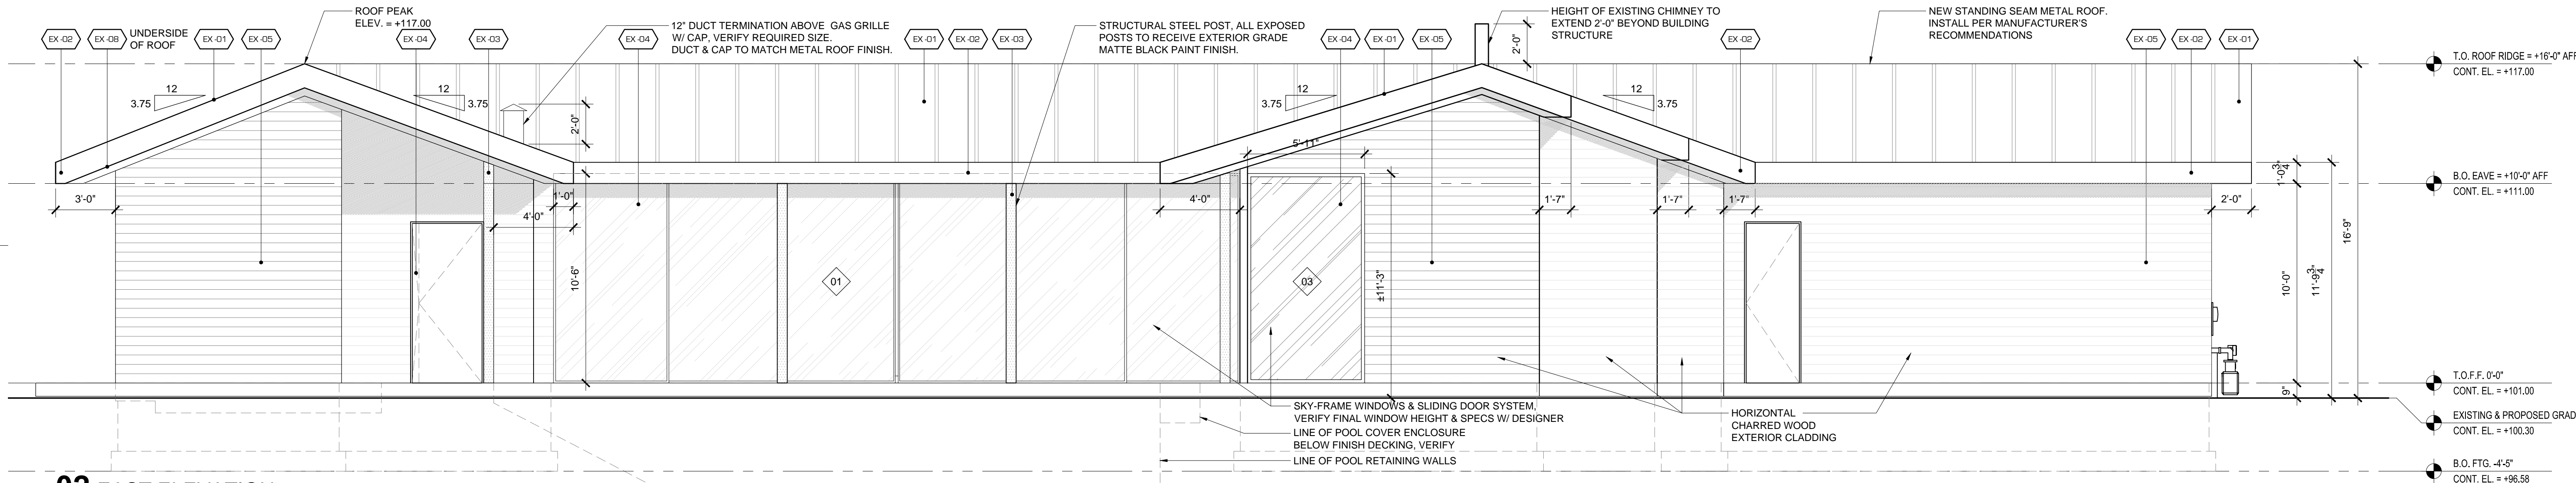 ROOF PEAK
ELEV. = +117.00
12" DUCT TERMINATION ABOVE GAS GRILLE
W/ CAP, VERIFY REQUIRED SIZE.
DUCT & CAP TO MATCH METAL ROOF FINISH.
STRUCTURAL STEEL POST, ALL EXPOSED
POSTS TO RECEIVE EXTERIOR GRADE
MATTE BLACK PAINT FINISH.
HEIGHT OF EXISTING CHIMNEY TO
EXTEND 2'-0" BEYOND BUILDING
STRUCTURE
NEW STANDING SEAM METAL ROOF.
INSTALL PER MANUFACTURER'S
RECOMMENDATIONS
EX-02
EX-08
UNDERSIDE
OF ROOF
EX-01
EX-05
EX-04
EX-03
EX-04
EX-01
EX-02
EX-03
EX-04
EX-01
EX-05
2'-0"
EX-02
EX-05
EX-02
EX-01
T.O. ROOF RIDGE = +16'-0" AFF
CONT. EL. = +117.00
12
3.75
12
3.75
2'-0"
12
3.75
12
3.75
5'-11"
1'-0 3/4"
B.O. EAVE = +10'-0" AFF
CONT. EL. = +111.00
3'-0"
1'-0"
4'-0"
4'-0"
1'-7"
1'-7"
1'-7"
2'-0"
16'-9"
10'-6"
01
03
±11'-3"
10'-0"
11'-9 3/4"
T.O.F.F. 0'-0"
CONT. EL. = +101.00
9"
SKY-FRAME WINDOWS & SLIDING DOOR SYSTEM,
VERIFY FINAL WINDOW HEIGHT & SPECS W/ DESIGNER
LINE OF POOL COVER ENCLOSURE
BELOW FINISH DECKING, VERIFY
LINE OF POOL RETAINING WALLS
HORIZONTAL
CHARRED WOOD
EXTERIOR CLADDING
EXISTING & PROPOSED GRAD
CONT. EL. = +100.30
B.O. FTG. -4'-5"
CONT. EL. = +96.58
02 EAST ELEVATION